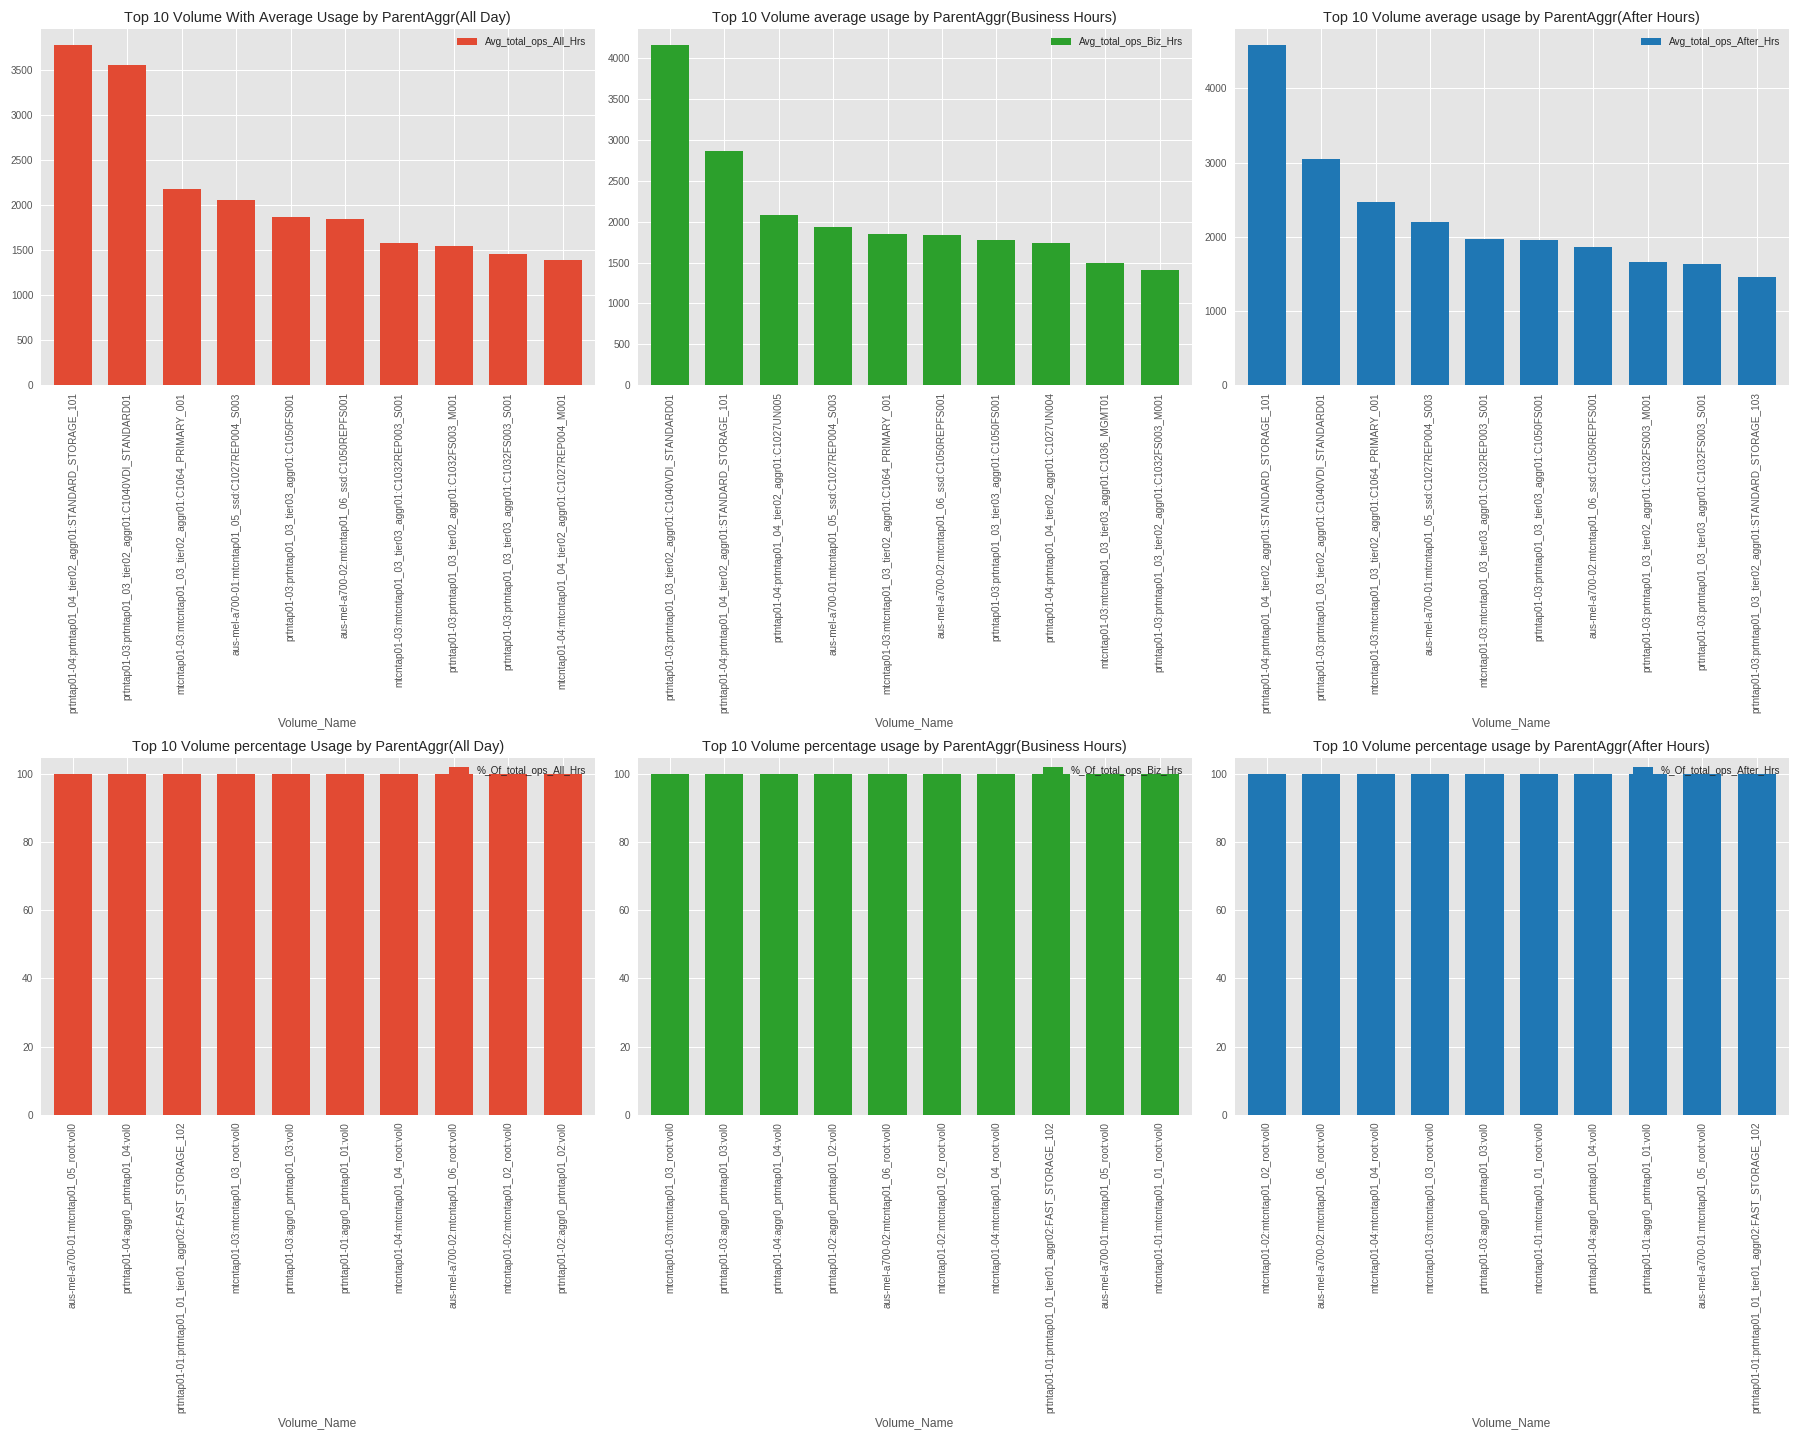 Top 10 Volume With Average Usage by ParentAggr(All Day)
Avg_total_ops_All_Hrs
3500
3000
2500
2000
1500
1000
500
0
prtntap01-04:prtntap01_04_tier02_aggr01:STANDARD_STORAGE_101
prtntap01-03:prtntap01_03_tier02_aggr01:C1040VDI_STANDARD01
mtcntap01-03:mtcntap01_03_tier02_aggr01:C1064_PRIMARY_001
aus-mel-a700-01:mtcntap01_05_ssd:C1027REP004_S003
prtntap01-03:prtntap01_03_tier03_aggr01:C1050FS001
aus-mel-a700-02:mtcntap01_06_ssd:C1050REPFS001
mtcntap01-03:mtcntap01_03_tier03_aggr01:C1032REP003_S001
prtntap01-03:prtntap01_03_tier02_aggr01:C1032FS003_M001
prtntap01-03:prtntap01_03_tier03_aggr01:C1032FS003_S001
mtcntap01-04:mtcntap01_04_tier02_aggr01:C1027REP004_M001
Volume_Name
Top 10 Volume average usage by ParentAggr(Business Hours)
Avg_total_ops_Biz_Hrs
4000
3500
3000
2500
2000
1500
1000
500
0
prtntap01-03:prtntap01_03_tier02_aggr01:C1040VDI_STANDARD01
prtntap01-04:prtntap01_04_tier02_aggr01:STANDARD_STORAGE_101
prtntap01-04:prtntap01_04_tier02_aggr01:C1027UN005
aus-mel-a700-01:mtcntap01_05_ssd:C1027REP004_S003
mtcntap01-03:mtcntap01_03_tier02_aggr01:C1064_PRIMARY_001
aus-mel-a700-02:mtcntap01_06_ssd:C1050REPFS001
prtntap01-03:prtntap01_03_tier03_aggr01:C1050FS001
prtntap01-04:prtntap01_04_tier02_aggr01:C1027UN004
mtcntap01-03:mtcntap01_03_tier03_aggr01:C1036_MGMT01
prtntap01-03:prtntap01_03_tier02_aggr01:C1032FS003_M001
Volume_Name
Top 10 Volume average usage by ParentAggr(After Hours)
Avg_total_ops_After_Hrs
4000
3000
2000
1000
0
prtntap01-04:prtntap01_04_tier02_aggr01:STANDARD_STORAGE_101
prtntap01-03:prtntap01_03_tier02_aggr01:C1040VDI_STANDARD01
mtcntap01-03:mtcntap01_03_tier02_aggr01:C1064_PRIMARY_001
aus-mel-a700-01:mtcntap01_05_ssd:C1027REP004_S003
mtcntap01-03:mtcntap01_03_tier03_aggr01:C1032REP003_S001
prtntap01-03:prtntap01_03_tier03_aggr01:C1050FS001
aus-mel-a700-02:mtcntap01_06_ssd:C1050REPFS001
prtntap01-03:prtntap01_03_tier02_aggr01:C1032FS003_M001
prtntap01-03:prtntap01_03_tier03_aggr01:C1032FS003_S001
prtntap01-03:prtntap01_03_tier02_aggr01:STANDARD_STORAGE_103
Volume_Name
Top 10 Volume percentage Usage by ParentAggr(All Day)
%_Of_total_ops_All_Hrs
100
80
60
40
20
0
aus-mel-a700-01:mtcntap01_05_root:vol0
prtntap01-04:aggr0_prtntap01_04:vol0
prtntap01-01:prtntap01_01_tier01_aggr02:FAST_STORAGE_102
mtcntap01-03:mtcntap01_03_root:vol0
prtntap01-03:aggr0_prtntap01_03:vol0
prtntap01-01:aggr0_prtntap01_01:vol0
mtcntap01-04:mtcntap01_04_root:vol0
aus-mel-a700-02:mtcntap01_06_root:vol0
mtcntap01-02:mtcntap01_02_root:vol0
prtntap01-02:aggr0_prtntap01_02:vol0
Volume_Name
Top 10 Volume percentage usage by ParentAggr(Business Hours)
%_Of_total_ops_Biz_Hrs
100
80
60
40
20
0
mtcntap01-03:mtcntap01_03_root:vol0
prtntap01-03:aggr0_prtntap01_03:vol0
prtntap01-04:aggr0_prtntap01_04:vol0
prtntap01-02:aggr0_prtntap01_02:vol0
aus-mel-a700-02:mtcntap01_06_root:vol0
mtcntap01-02:mtcntap01_02_root:vol0
mtcntap01-04:mtcntap01_04_root:vol0
prtntap01-01:prtntap01_01_tier01_aggr02:FAST_STORAGE_102
aus-mel-a700-01:mtcntap01_05_root:vol0
mtcntap01-01:mtcntap01_01_root:vol0
Volume_Name
Top 10 Volume percentage usage by ParentAggr(After Hours)
%_Of_total_ops_After_Hrs
100
80
60
40
20
0
mtcntap01-02:mtcntap01_02_root:vol0
aus-mel-a700-02:mtcntap01_06_root:vol0
mtcntap01-04:mtcntap01_04_root:vol0
mtcntap01-03:mtcntap01_03_root:vol0
prtntap01-03:aggr0_prtntap01_03:vol0
mtcntap01-01:mtcntap01_01_root:vol0
prtntap01-04:aggr0_prtntap01_04:vol0
prtntap01-01:aggr0_prtntap01_01:vol0
aus-mel-a700-01:mtcntap01_05_root:vol0
prtntap01-01:prtntap01_01_tier01_aggr02:FAST_STORAGE_102
Volume_Name